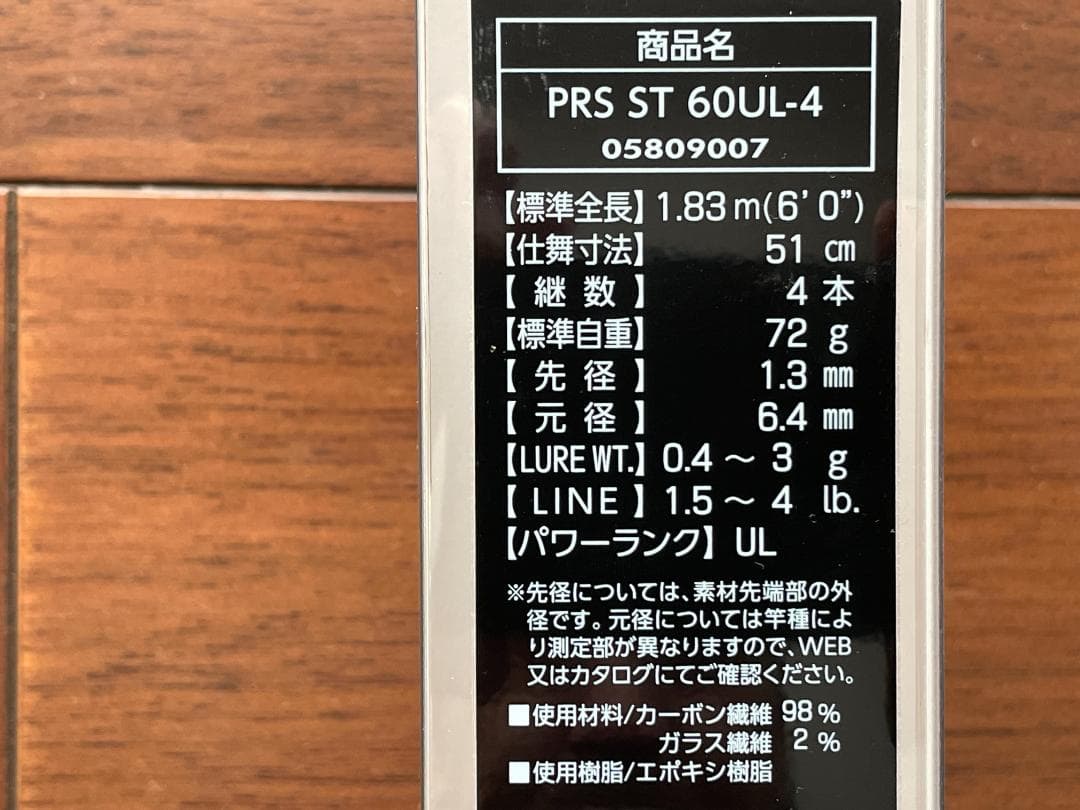 商品名
PRS ST 60UL-4
05809007
【標準全長】1.83m(6'0")
【仕舞寸法】 51 ㎝
【継数】 4 本
【標準自重】 72 g
【先径】 1.3 ㎜
【元径】 6.4 ㎜
【LURE WT.】0.4～3 g
【LINE】1.5～4 lb.
【パワーランク】UL
※先径については、素材先端部の外
径です。元径については竿種によ
り測定部が異なりますので、WEB
又はカタログにてご確認ください。
■使用材料/カーボン繊維 98%
ガラス繊維 2%
■使用樹脂/エポキシ樹脂